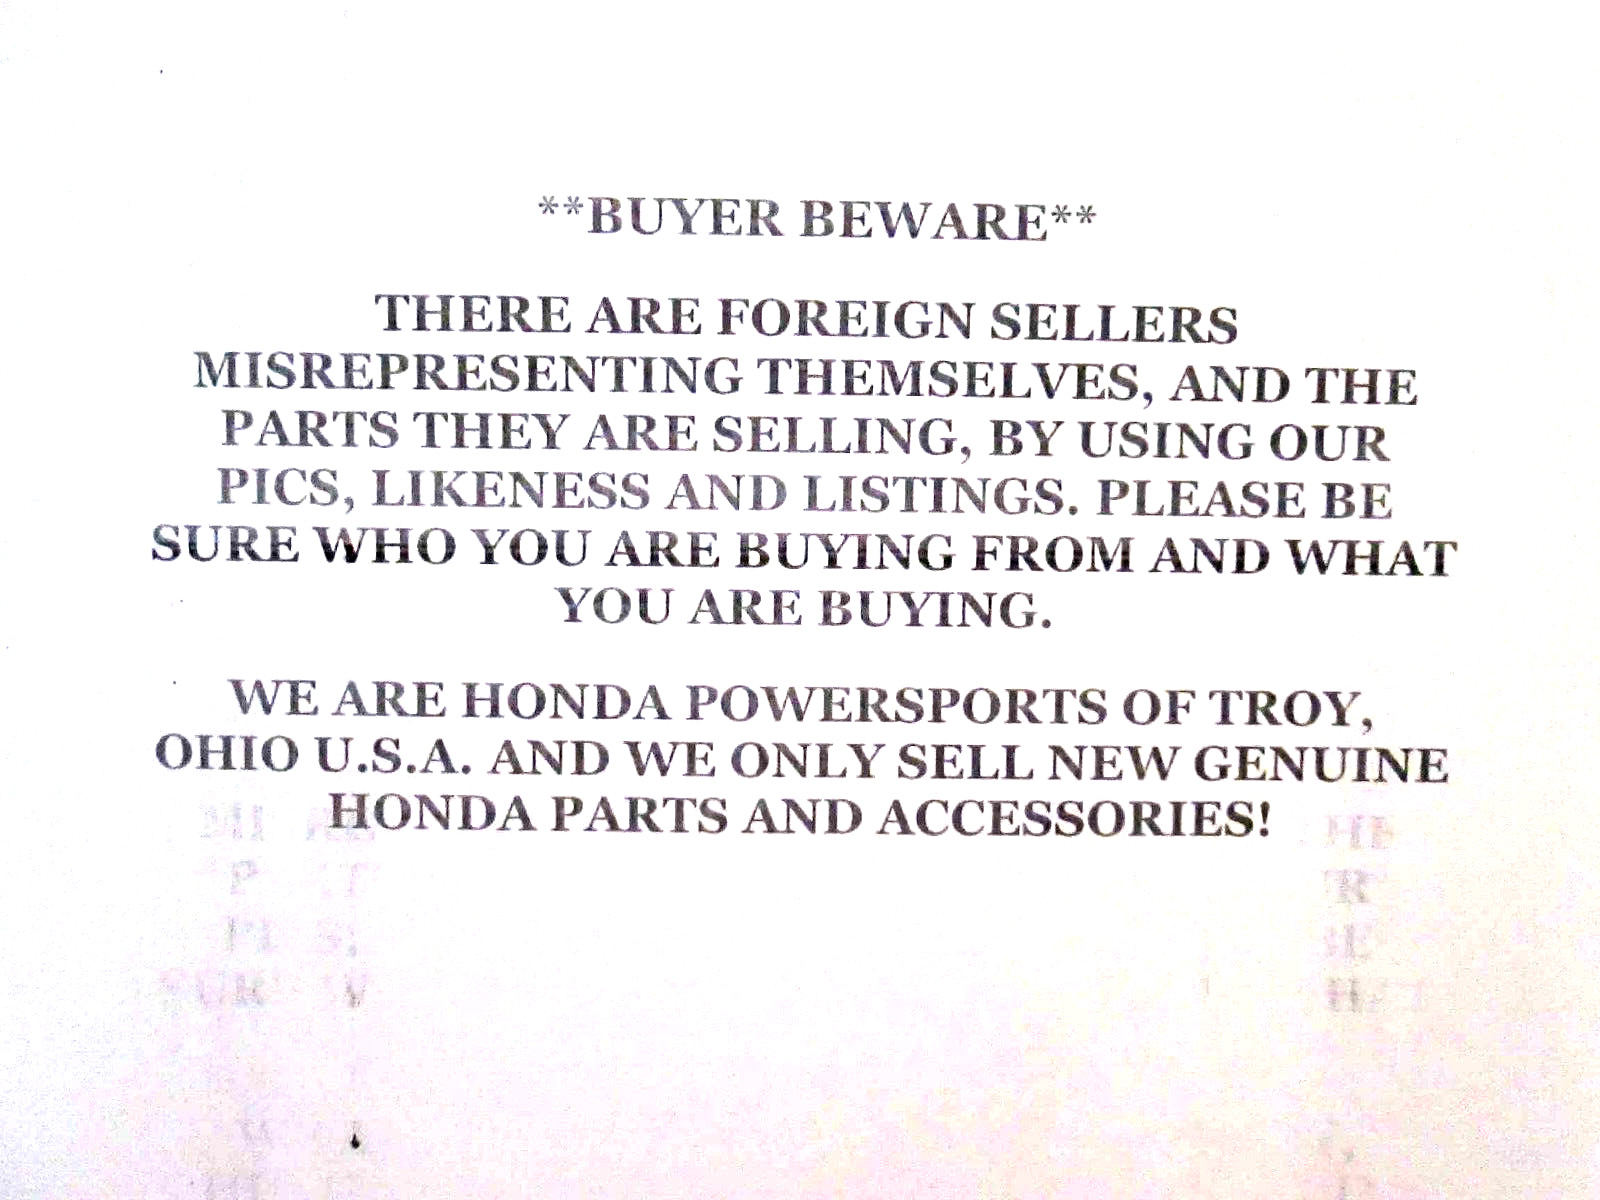 **BUYER BEWARE**
THERE ARE FOREIGN SELLERS
MISREPRESENTING THEMSELVES, AND THE
PARTS THEY ARE SELLING, BY USING OUR
PICS, LIKENESS AND LISTINGS. PLEASE BE
SURE WHO YOU ARE BUYING FROM AND WHAT
YOU ARE BUYING.
WE ARE HONDA POWERSPORTS OF TROY,
OHIO U.S.A. AND WE ONLY SELL NEW GENUINE
HONDA PARTS AND ACCESSORIES!